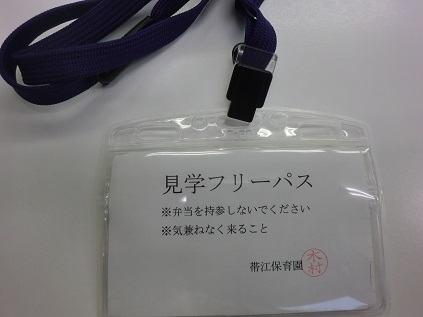 見学フリーパス
※弁当を持参しないでください
※気兼ねなく来ること
帯江保育園 木村